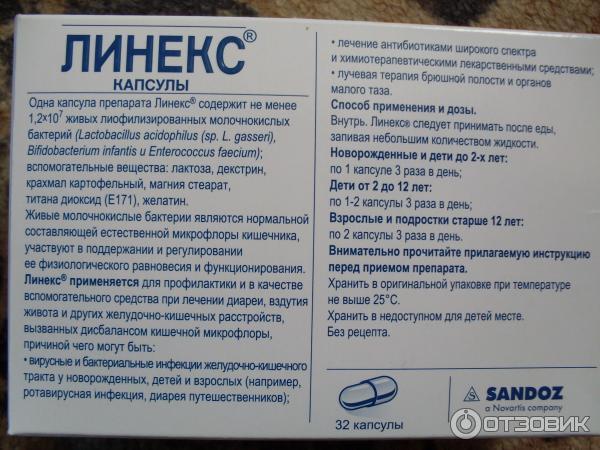 ЛИНЕКС®
КАПСУЛЫ
Одна капсула препарата Линекс® содержит не менее
1,2×10⁷ живых лиофилизированных молочнокислых
бактерий (Lactobacillus acidophilus (sp. L. gasseri),
Bifidobacterium infantis и Enterococcus faecium);
вспомогательные вещества: лактоза, декстрин,
крахмал картофельный, магния стеарат,
титана диоксид (Е171), желатин.
Живые молочнокислые бактерии являются нормальной
составляющей естественной микрофлоры кишечника,
участвуют в поддержании и регулировании
ее физиологического равновесия и функционирования.
Линекс® применяется для профилактики и в качестве
вспомогательного средства при лечении диареи, вздутия
живота и других желудочно-кишечных расстройств,
вызванных дисбалансом кишечной микрофлоры,
причиной чего могут быть:
• вирусные и бактериальные инфекции желудочно-кишечного
тракта у новорожденных, детей и взрослых (например,
ротавирусная инфекция, диарея путешественников);
• лечение антибиотиками широкого спектра
и химиотерапевтическими лекарственными средствами;
• лучевая терапия брюшной полости и органов
малого таза.
Способ применения и дозы.
Внутрь. Линекс® следует принимать после еды,
запивая небольшим количеством жидкости.
Новорожденные и дети до 2-х лет:
по 1 капсуле 3 раза в день;
Дети от 2 до 12 лет:
по 1-2 капсулы 3 раза в день;
Взрослые и подростки старше 12 лет:
по 2 капсулы 3 раза в день.
Внимательно прочитайте прилагаемую инструкцию
перед приемом препарата.
Хранить в оригинальной упаковке при температуре
не выше 25°С.
Хранить в недоступном для детей месте.
Без рецепта.
32 капсулы
SANDOZ
a Novartis company
ОТЗОВИК